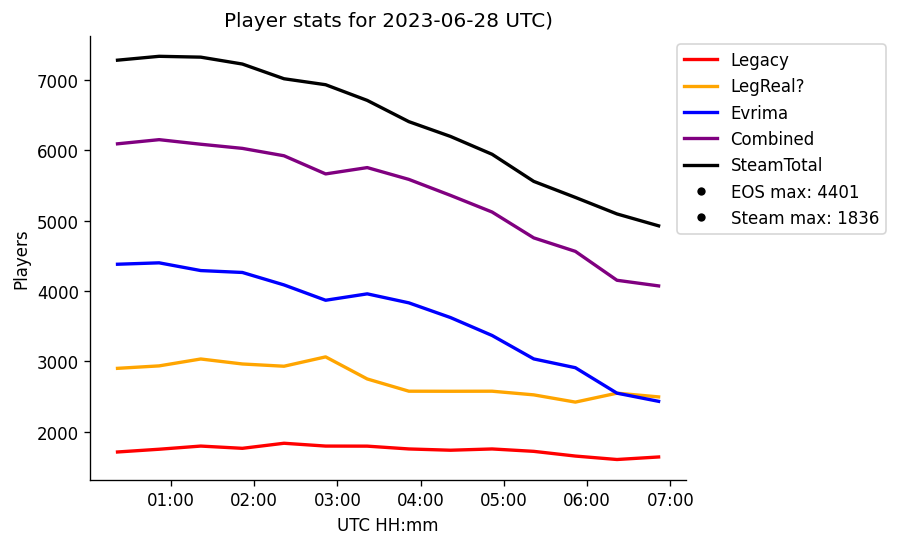 Player stats for 2023-06-28 UTC)
Legacy
LegReal?
Evrima
Combined
SteamTotal
EOS max: 4401
Steam max: 1836
Players
7000
6000
5000
4000
3000
2000
01:00 02:00 03:00 04:00 05:00 06:00 07:00
UTC HH:mm